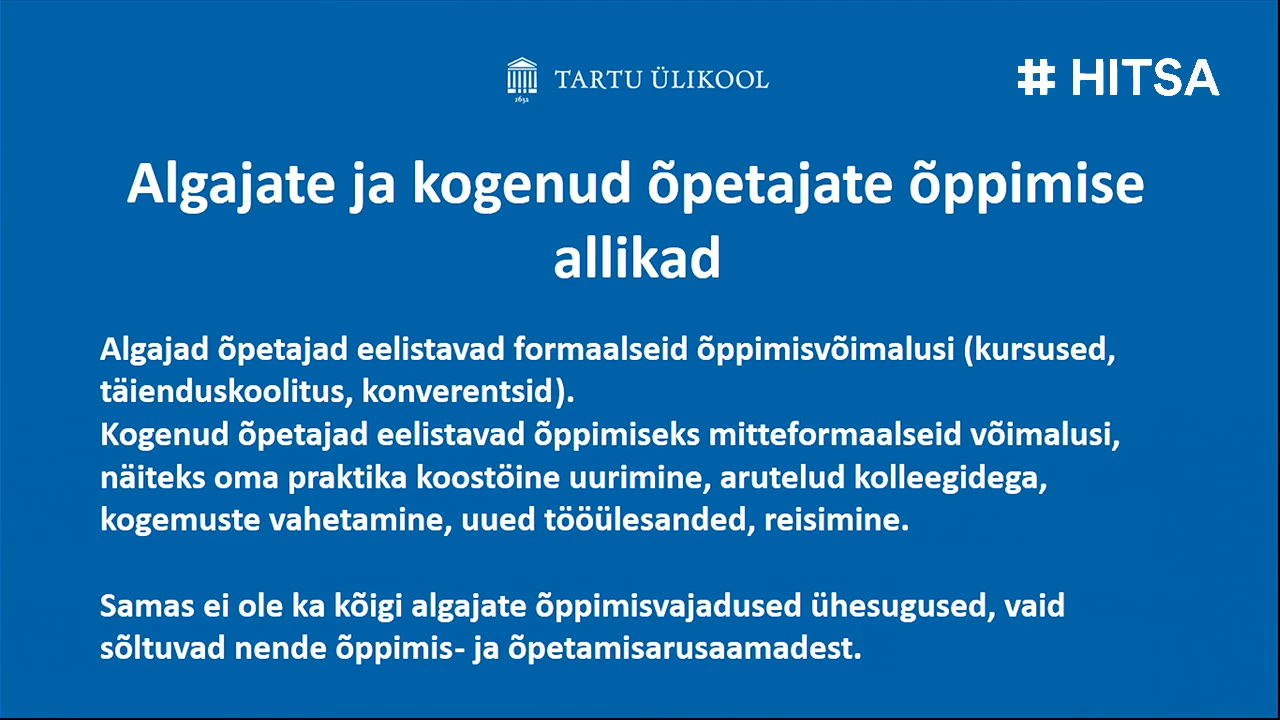 TARTU ÜLIKOOL
1632
# HITSA
Algajate ja kogenud õpetajate õppimise
allikad
Algajad õpetajad eelistavad formaalseid õppimisvõimalusi (kursused,
täienduskoolitus, konverentsid).
Kogenud õpetajad eelistavad õppimiseks mitteformaalseid võimalusi,
näiteks oma praktika koostöine uurimine, arutelud kolleegidega,
kogemuste vahetamine, uued tööülesanded, reisimine.
Samas ei ole ka kõigi algajate õppimisvajadused ühesugused, vaid
sõltuvad nende õppimis- ja õpetamisarusaamadest.